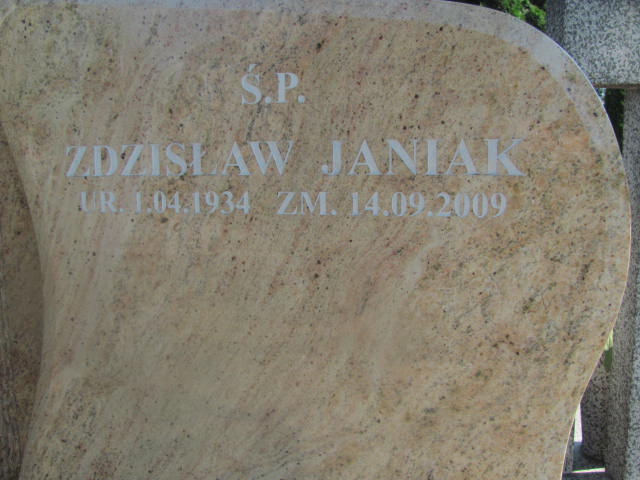 Ś.P.
ZDZISŁAW JANIAK
UR. 1.04.1934 ZM. 14.09.2009